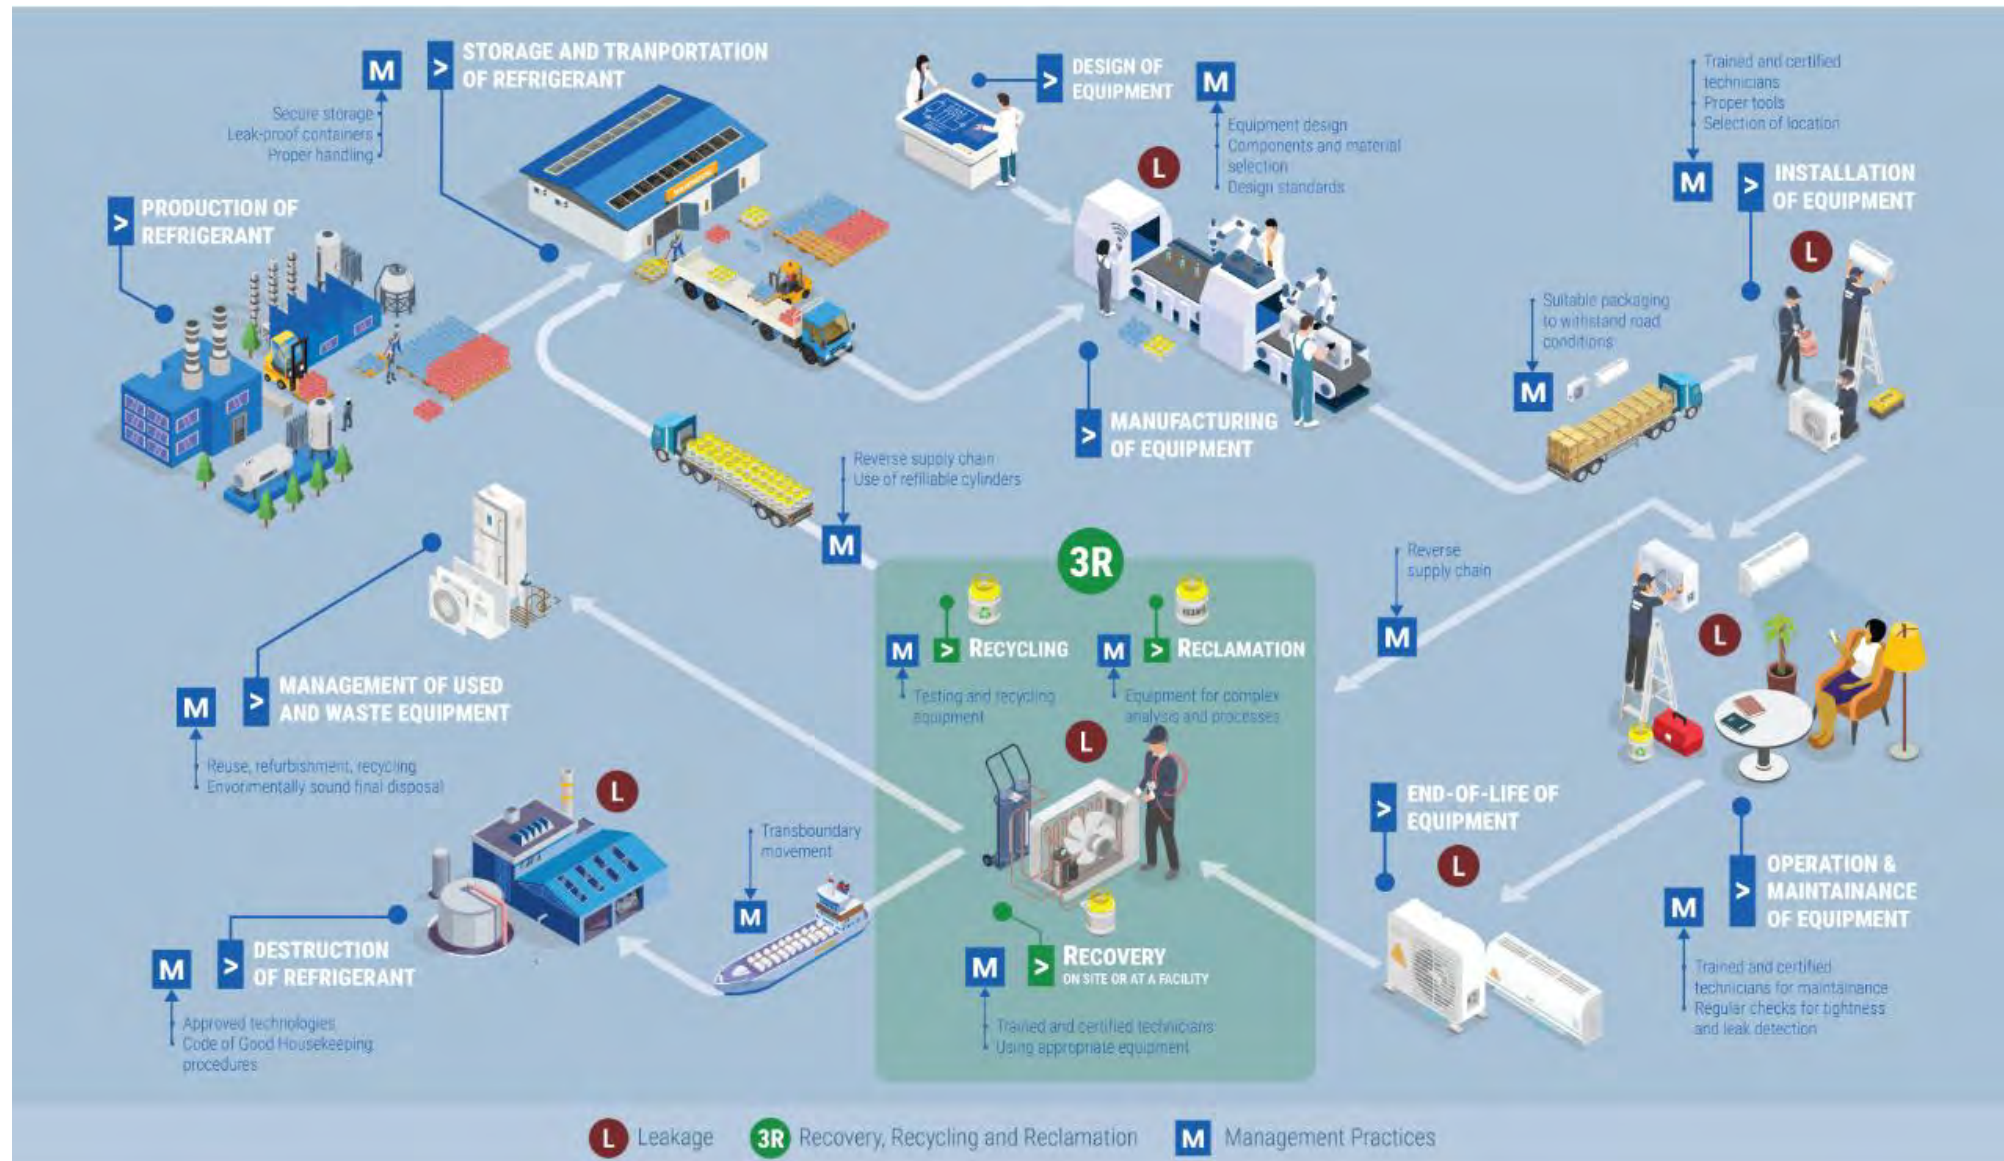 M
>
STORAGE AND TRANPORTATION
OF REFRIGERANT
Secure storage
Leak-proof containers
Proper handling
>
PRODUCTION OF
REFRIGERANT
>
DESIGN OF
EQUIPMENT
M
Equipment design
Components and material
selection
Design standards
L
Trained and certified
technicians
Proper tools
Selection of location
M
>
INSTALLATION
OF EQUIPMENT
L
Suitable packaging
to withstand road
conditions
M
>
MANUFACTURING
OF EQUIPMENT
Reverse supply chain
Use of refillable cylinders
M
3R
Reverse
supply chain
M
L
M
>
RECYCLING
Testing and recycling
equipment
M
>
RECLAMATION
Equipment for complex
analysis and processes
L
M
>
MANAGEMENT OF USED
AND WASTE EQUIPMENT
Reuse, refurbishment, recycling
Envorimentally sound final disposal
L
Transboundary
movement
M
>
END-OF-LIFE OF
EQUIPMENT
L
M
>
OPERATION &
MAINTAINANCE
OF EQUIPMENT
Trained and certified
technicians for maintainance
Regular checks for tightness
and leak detection
M
>
DESTRUCTION
OF REFRIGERANT
Approved technologies
Code of Good Housekeeping
procedures
M
>
RECOVERY
ON SITE OR AT A FACILITY
Trained and certified technicians
Using appropriate equipment
L Leakage
3R Recovery, Recycling and Reclamation
M Management Practices